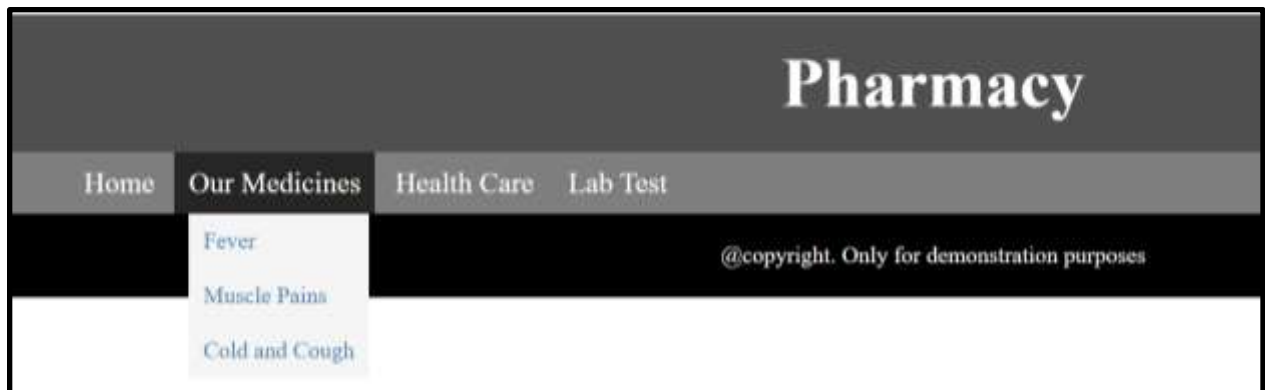 Pharmacy
Home Our Medicines Health Care Lab Test
Fever
@copyright. Only for demonstration purposes
Muscle Pains
Cold and Cough